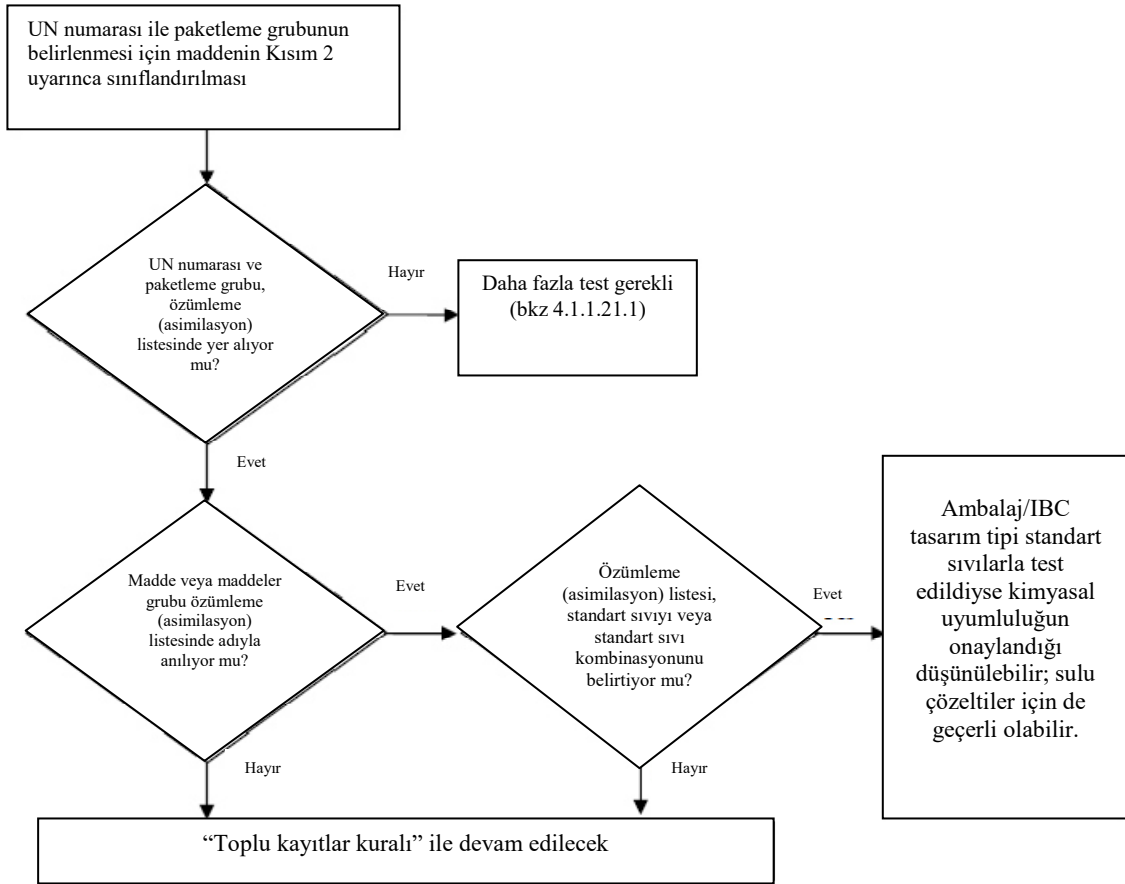 UN numarası ile paketleme grubunun
belirlenmesi için maddenin Kısım 2
uyarınca sınıflandırılması
UN numarası ve
paketleme grubu,
özümleme
(asimilasyon)
listesinde yer alıyor
mu?
Hayır
Daha fazla test gerekli
(bkz 4.1.1.21.1)
Evet
Madde veya maddeler
grubu özümleme
(asimilasyon)
listesinde adıyla
anılıyor mu?
Evet
Özümleme
(asimilasyon) listesi,
standart sıvıyı veya
standart sıvı
kombinasyonunu
belirtiyor mu?
Evet
Ambalaj/IBC
tasarım tipi standart
sıvılarla test
edildiyse kimyasal
uyumluluğun
onaylandığı
düşünülebilir; sulu
çözeltiler için de
geçerli olabilir.
Hayır
Hayır
“Toplu kayıtlar kuralı” ile devam edilecek